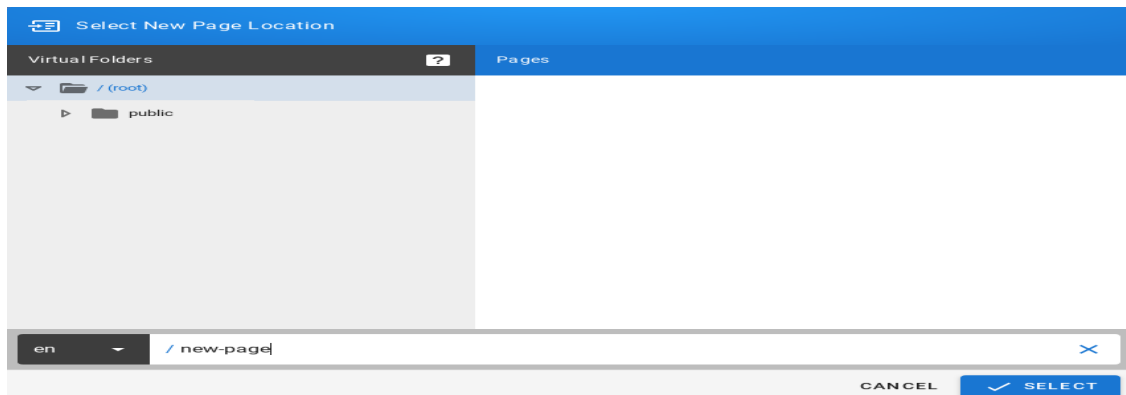 Select New Page Location
Virtual Folders ? Pages
/ (root)
public
en / new-page
CANCEL SELECT